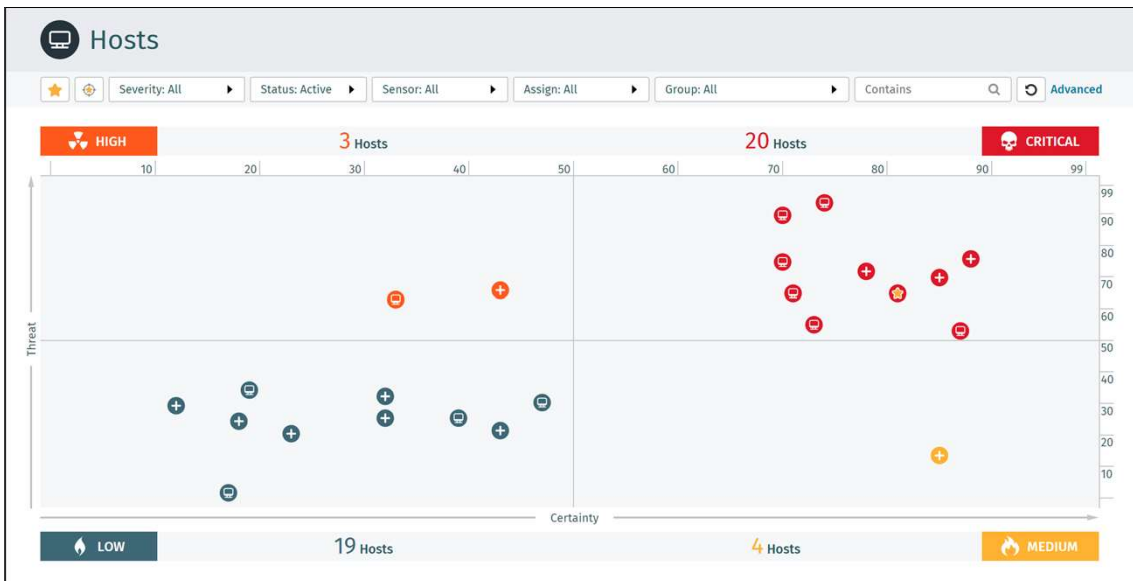 Hosts
Severity: All Status: Active Sensor: All Assign: All Group: All Contains Advanced
HIGH 3 Hosts 20 Hosts CRITICAL
10 20 30 40 50 60 70 80 90 99
99
90
80
70
60
Threat
50
40
30
20
10
Certainty
LOW 19 Hosts 4 Hosts MEDIUM